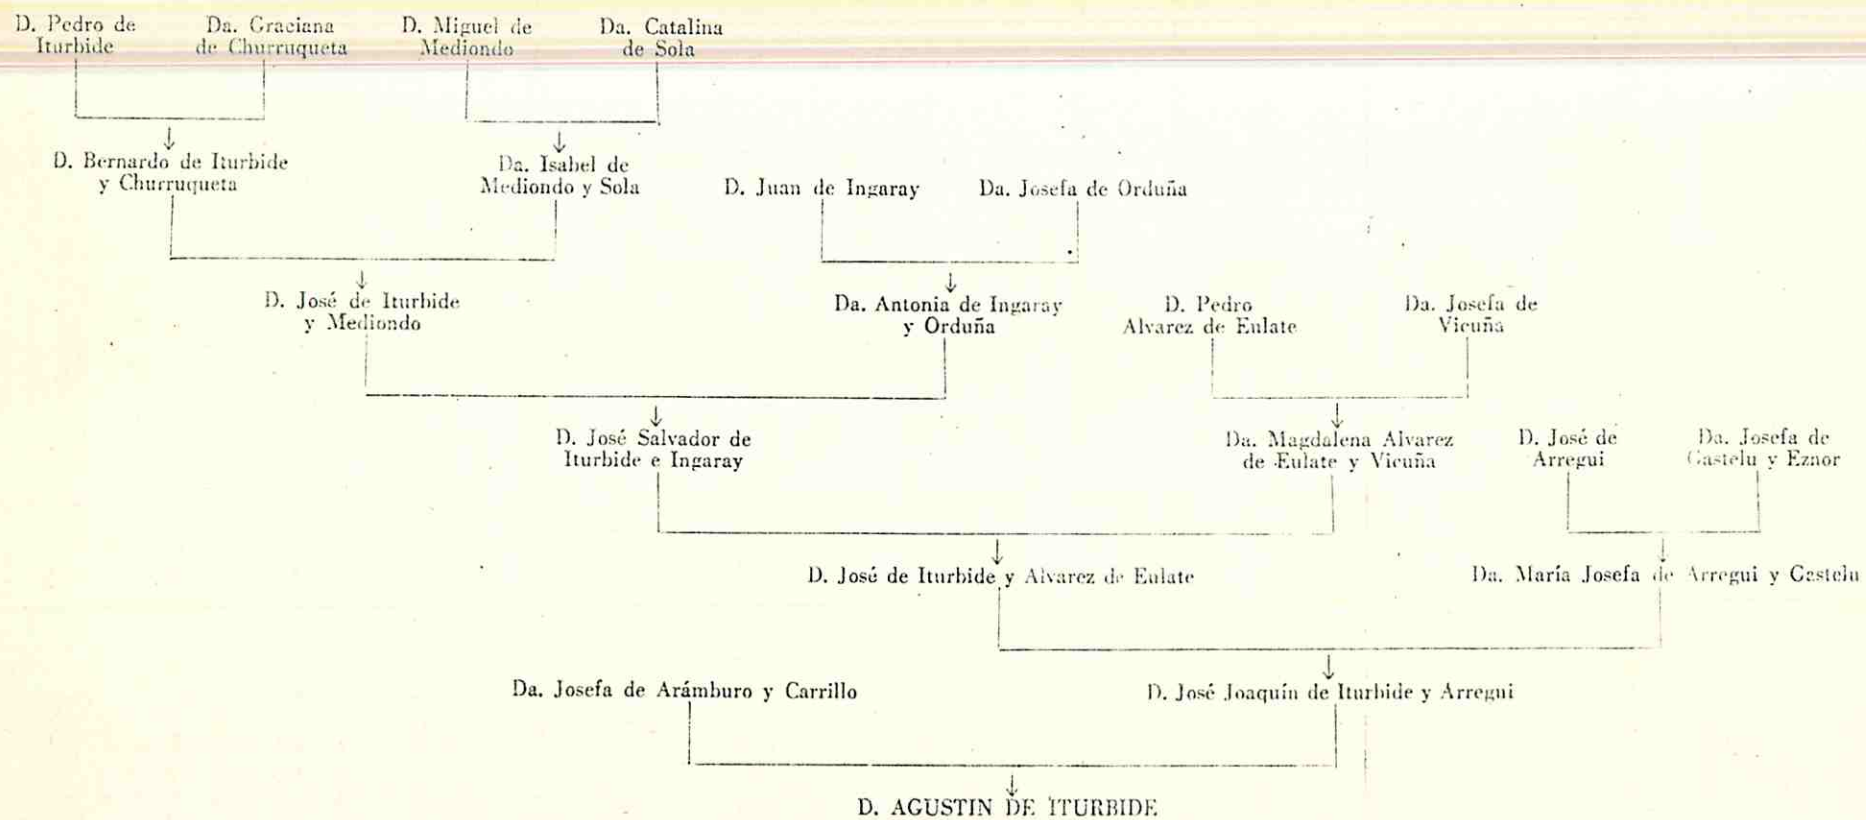 D. Pedro de
Iturbide
Da. Graciana
de Churruqueta
D. Miguel de
Mediondo
Da. Catalina
de Sola
D. Bernardo de Iturbide
y Churruqueta
Da. Isabel de
Mediondo y Sola
D. Juan de Ingaray
Da. Josefa de Orduña
D. José de Iturbide
y Mediondo
Da. Antonia de Ingaray
y Orduña
D. Pedro
Alvarez de Eulate
Da. Josefa de
Vicuña
D. José Salvador de
Iturbide e Ingaray
Da. Magdalena Alvarez
de Eulate y Vicuña
D. José de
Arregui
Da. Josefa de
Gastelu y Eznor
D. José de Iturbide y Alvarez de Eulate
Da. María Josefa de Arregui y Gastelu
Da. Josefa de Arámburo y Carrillo
D. José Joaquín de Iturbide y Arregui
D. AGUSTIN DE ITURBIDE